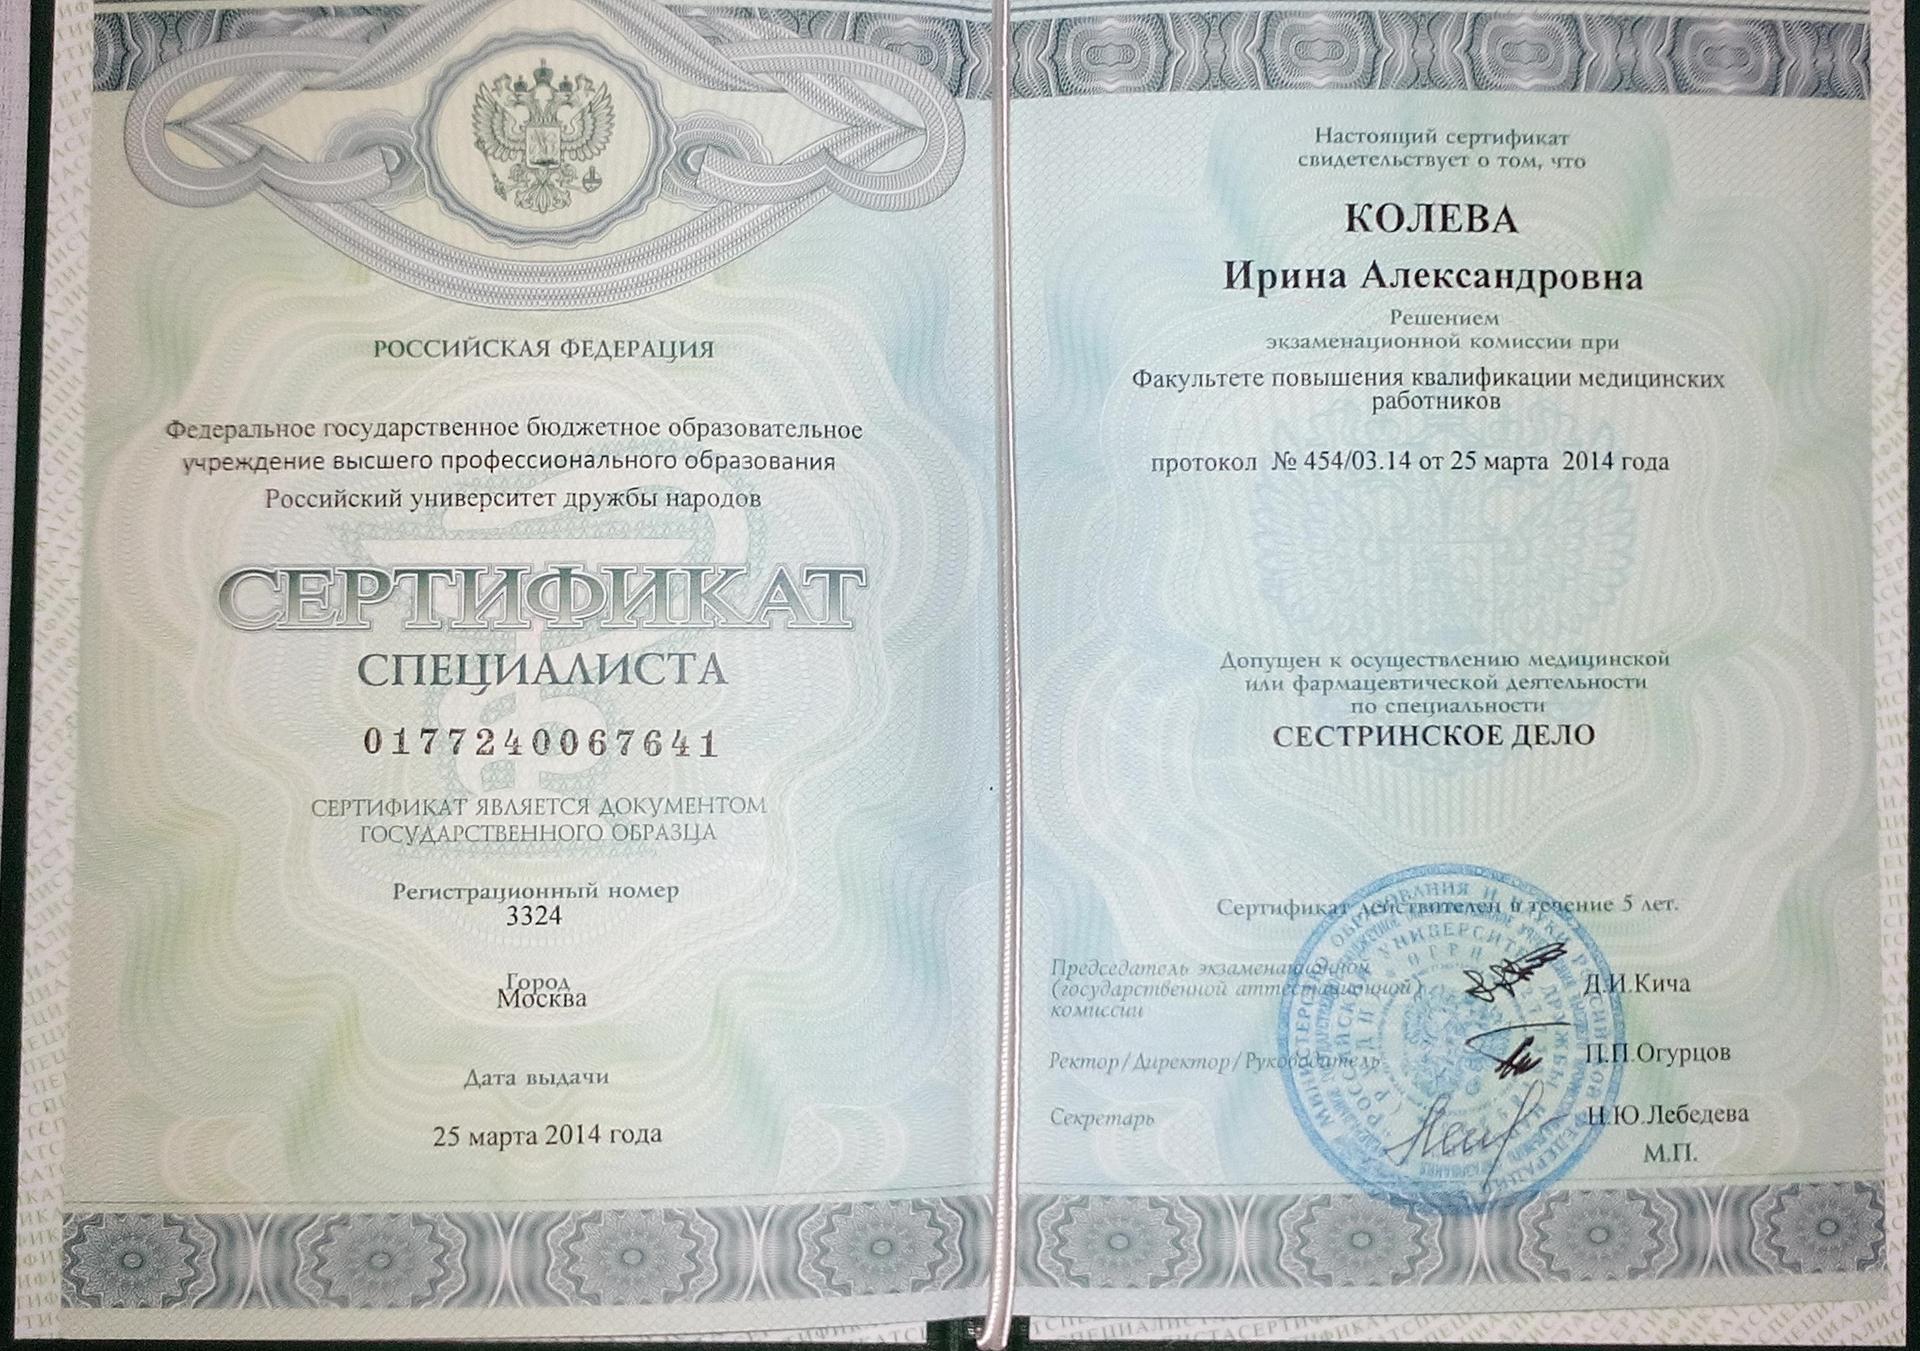 РОССИЙСКАЯ ФЕДЕРАЦИЯ
Федеральное государственное бюджетное образовательное
учреждение высшего профессионального образования
Российский университет дружбы народов
СЕРТИФИКАТ
СПЕЦИАЛИСТА
0177240067641
СЕРТИФИКАТ ЯВЛЯЕТСЯ ДОКУМЕНТОМ
ГОСУДАРСТВЕННОГО ОБРАЗЦА
Регистрационный номер
3324
Город
Москва
Дата выдачи
25 марта 2014 года
Настоящий сертификат
свидетельствует о том, что
КОЛЕВА
Ирина Александровна
Решением
экзаменационной комиссии при
Факультете повышения квалификации медицинских
работников
протокол № 454/03.14 от 25 марта 2014 года
Допущен к осуществлению медицинской
или фармацевтической деятельности
по специальности
СЕСТРИНСКОЕ ДЕЛО
Сертификат действителен в течение 5 лет.
Председатель экзаменационной
(государственной аттестационной)
комиссии
Д.И.Кича
Ректор/Директор/Руководитель
П.П.Огурцов
Секретарь
Н.Ю.Лебедева
М.П.